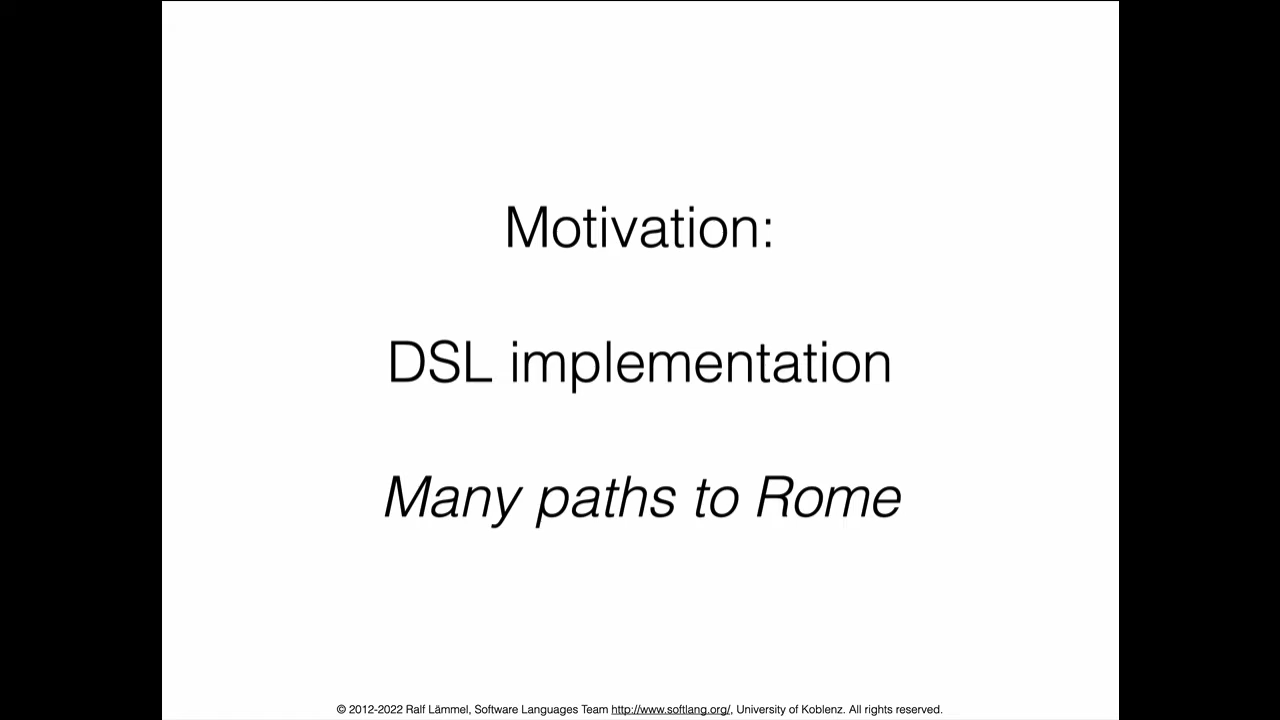 Motivation:
DSL implementation
Many paths to Rome
© 2012-2022 Ralf Lämmel, Software Languages Team http://www.softlang.org/, University of Koblenz. All rights reserved.